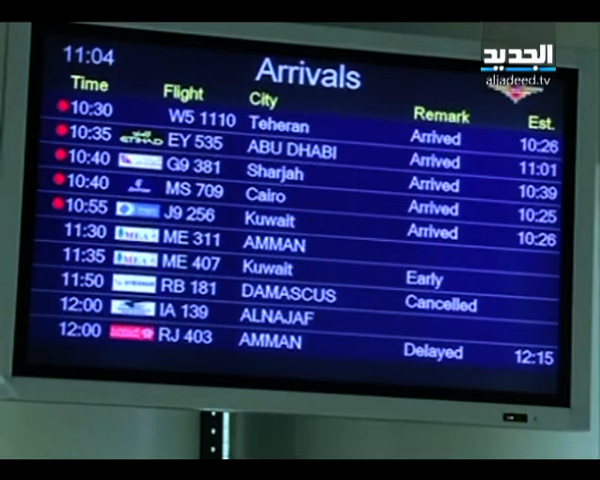 الجديد
aljadeed.tv
11:04 Arrivals
Time Flight City Remark Est.
10:30 W5 1110 Teheran Arrived 10:26
10:35 ETIHAD EY 535 ABU DHABI Arrived 11:01
10:40 G9 381 Sharjah Arrived 10:39
10:40 MS 709 Cairo Arrived 10:25
10:55 J9 256 Kuwait Arrived 10:26
11:30 MEA ME 311 AMMAN
11:35 MEA ME 407 Kuwait Early
11:50 RB 181 DAMASCUS Cancelled
12:00 IA 139 ALNAJAF
12:00 RJ 403 AMMAN Delayed 12:15